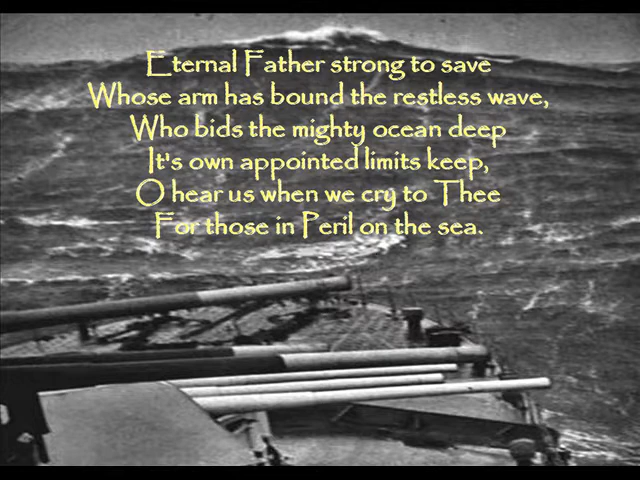 Eternal Father strong to save
Whose arm has bound the restless wave,
Who bids the mighty ocean deep
It's own appointed limits keep,
O hear us when we cry to Thee
For those in Peril on the sea.